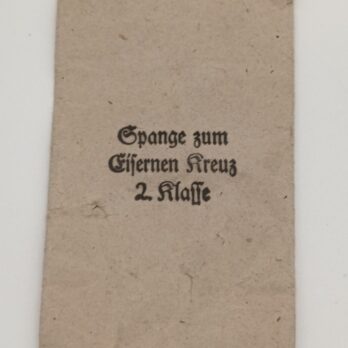 Spange zum
Eisernen Kreuz
2. Klasse